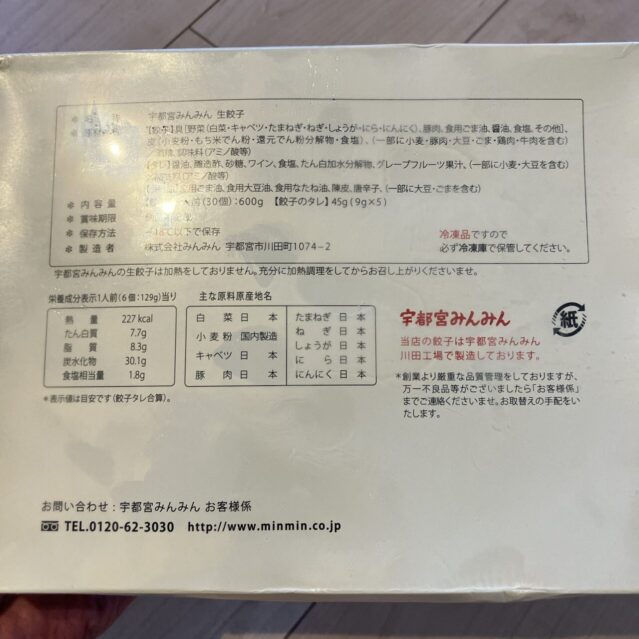 宇都宮みんみん 生餃子
具[野菜(白菜・キャベツ・たまねぎ・ねぎ・しょうが・にら・にんにく)、豚肉、食用ごま油、醤油、食塩、その他]、
皮(小麦粉・もち米でん粉・還元でん粉分解物・食塩)、(一部に小麦・豚肉・大豆・ごま・鶏肉・牛肉を含む)
調味料(アミノ酸等)
醤油、醸造酢、砂糖、ワイン、食塩、たん白加水分解物、グレープフルーツ果汁、(一部に小麦・大豆を含む)
(アミノ酸等)
ごま油、食用大豆油、食用なたね油、陳皮、唐辛子、(一部に大豆・ごまを含む)
＊内容量 (30個):600g 【餃子のタレ】45g(9g×5)
＊賞味期限
＊保存方法 -18℃以下で保存
冷凍品ですので
＊製造者 株式会社みんみん 宇都宮市川田町1074-2
必ず冷凍庫で保管してください。
宇都宮みんみんの生餃子は加熱をしておりません。充分に加熱調理をしてからお召し上がりくださいませ。
栄養成分表示1人前(6個:129g)当り
熱量 227kcal
たん白質 7.7g
脂質 8.3g
炭水化物 30.1g
食塩相当量 1.8g
＊表示値は目安です(餃子タレ合算)。
主な原料原産地名
白菜 日本 たまねぎ 日本
小麦粉 国内製造 ねぎ 日本
キャベツ 日本 しょうが 日本
豚肉 日本 にら 日本
にんにく 日本
宇都宮みんみん
紙
当店の餃子は宇都宮みんみん
川田工場で製造しております。
＊創業より厳重な品質管理をしておりますが、
万一不良品等がございましたら「お客様係」
までご連絡くださいませ。お取替えの手配をい
たします。
お問い合わせ:宇都宮みんみん お客様係
TEL.0120-62-3030 http://www.minmin.co.jp